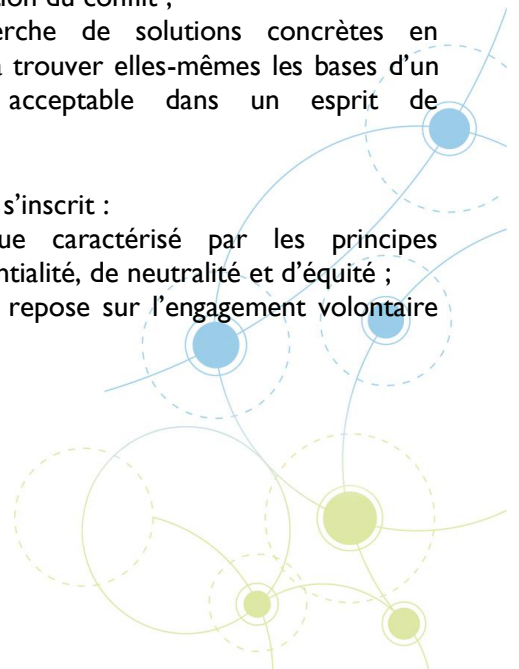 tion du conflit ;
erche de solutions concrètes en
à trouver elles-mêmes les bases d’un
acceptable dans un esprit de
s’inscrit :
ue caractérisé par les principes
ntialité, de neutralité et d’équité ;
repose sur l’engagement volontaire